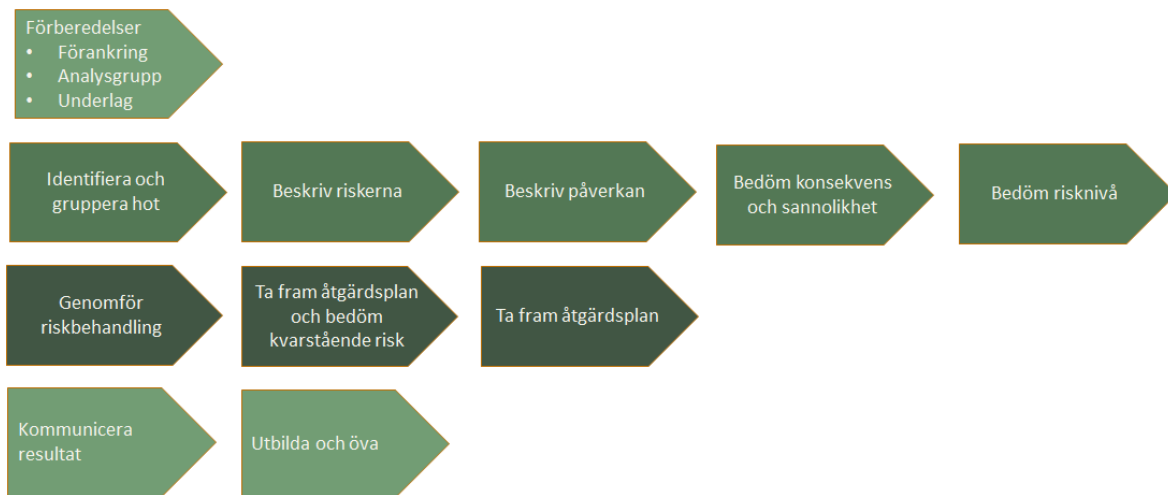 Förberedelser
• Förankring
• Analysgrupp
• Underlag
Identifiera och
gruppera hot
Beskriv riskerna
Beskriv påverkan
Bedöm konsekvens
och sannolikhet
Bedöm risknivå
Genomför
riskbehandling
Ta fram åtgärdsplan
och bedöm
kvarstående risk
Ta fram åtgärdsplan
Kommunicera
resultat
Utbilda och öva